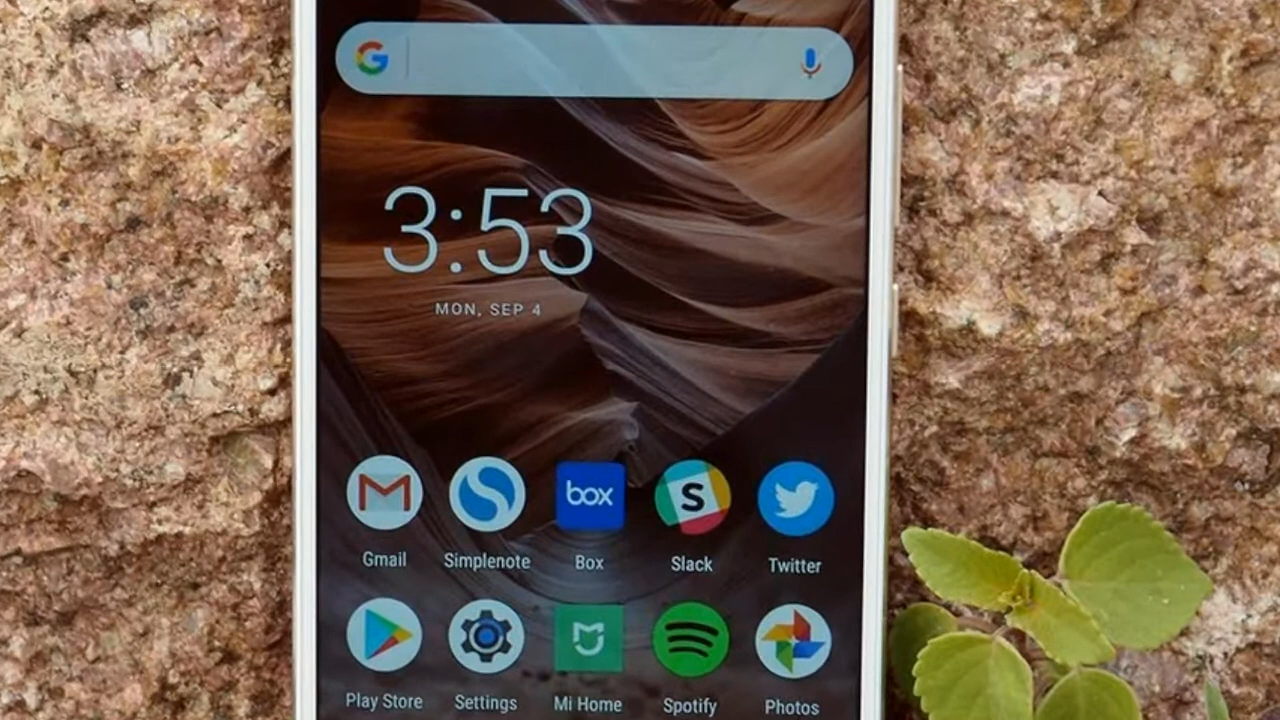 G
3:53
MON, SEP 4
M
box
S
Gmail
Simplenote
Box
Slack
Twitter
Play Store
Settings
Mi Home
Spotify
Photos